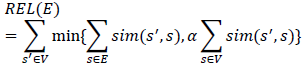 REL(E)
= ∑_{s'∈V} min{∑_{s∈E} sim(s', s), α ∑_{s∈V} sim(s', s)}